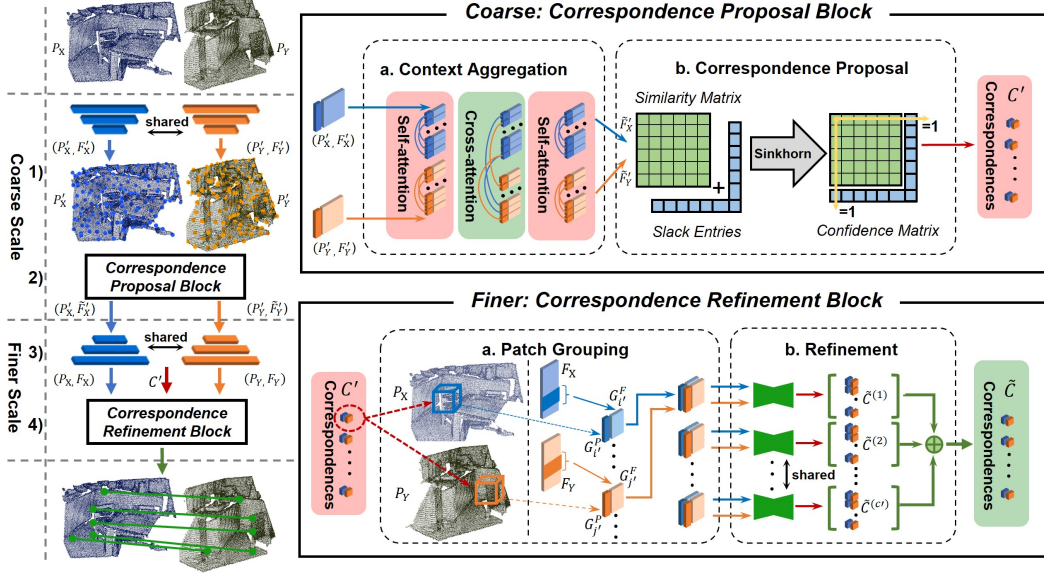 P_X
P_Y
shared
(P'_X, F'_X)
(P'_Y, F'_Y)
1)
Coarse Scale
P'_X
P'_Y
2)
Correspondence
Proposal Block
(P'_X, F̃'_X)
(P'_Y, F̃'_Y)
3)
shared
Finer Scale
(P_X, F_X)
C'
(P_Y, F_Y)
4)
Correspondence
Refinement Block
Coarse: Correspondence Proposal Block
a. Context Aggregation
(P'_X, F'_X)
(P'_Y, F'_Y)
Self-attention
Cross-attention
Self-attention
F̃'_X
F̃'_Y
b. Correspondence Proposal
Similarity Matrix
+
Slack Entries
Sinkhorn
=1
=1
Confidence Matrix
C'
Correspondences
Finer: Correspondence Refinement Block
C'
Correspondences
a. Patch Grouping
P_X
P_Y
F_X
G^F_i'
G^P_i'
F_Y
G^F_j'
G^P_j'
b. Refinement
shared
C̃^(1)
C̃^(2)
C̃^(c')
C̃
Correspondences